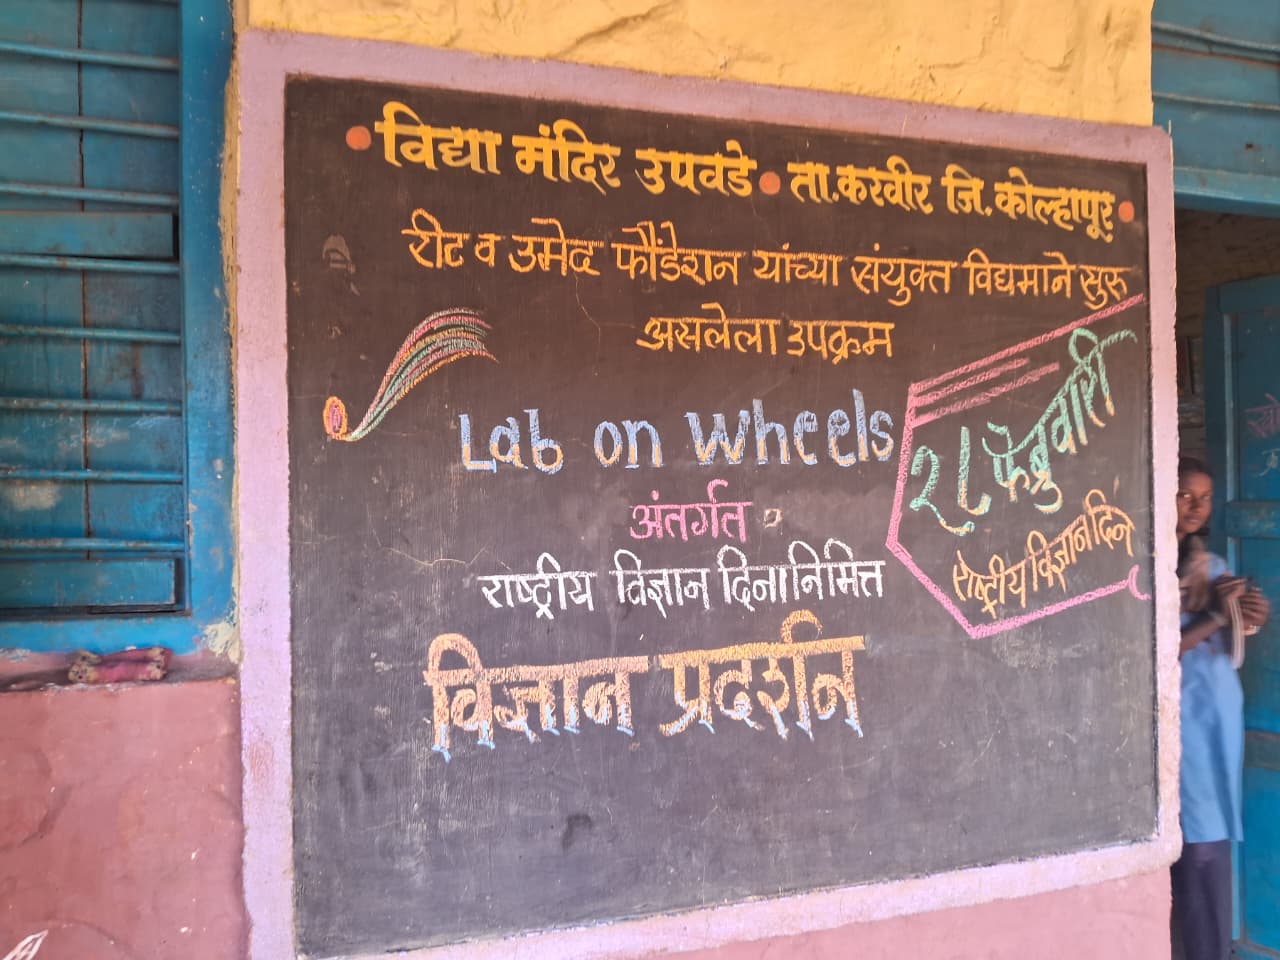 • विद्या मंदिर उपवडे • ता.करवीर जि.कोल्हापूर •
रीट व उमेद फौंडेशन यांच्या संयुक्त विद्यमाने सुरु
असलेला उपक्रम
Lab on Wheels
अंतर्गत
राष्ट्रीय विज्ञान दिनानिमित्त
विज्ञान प्रदर्शन
२८ फेब्रुवारी
राष्ट्रीय विज्ञान दिन